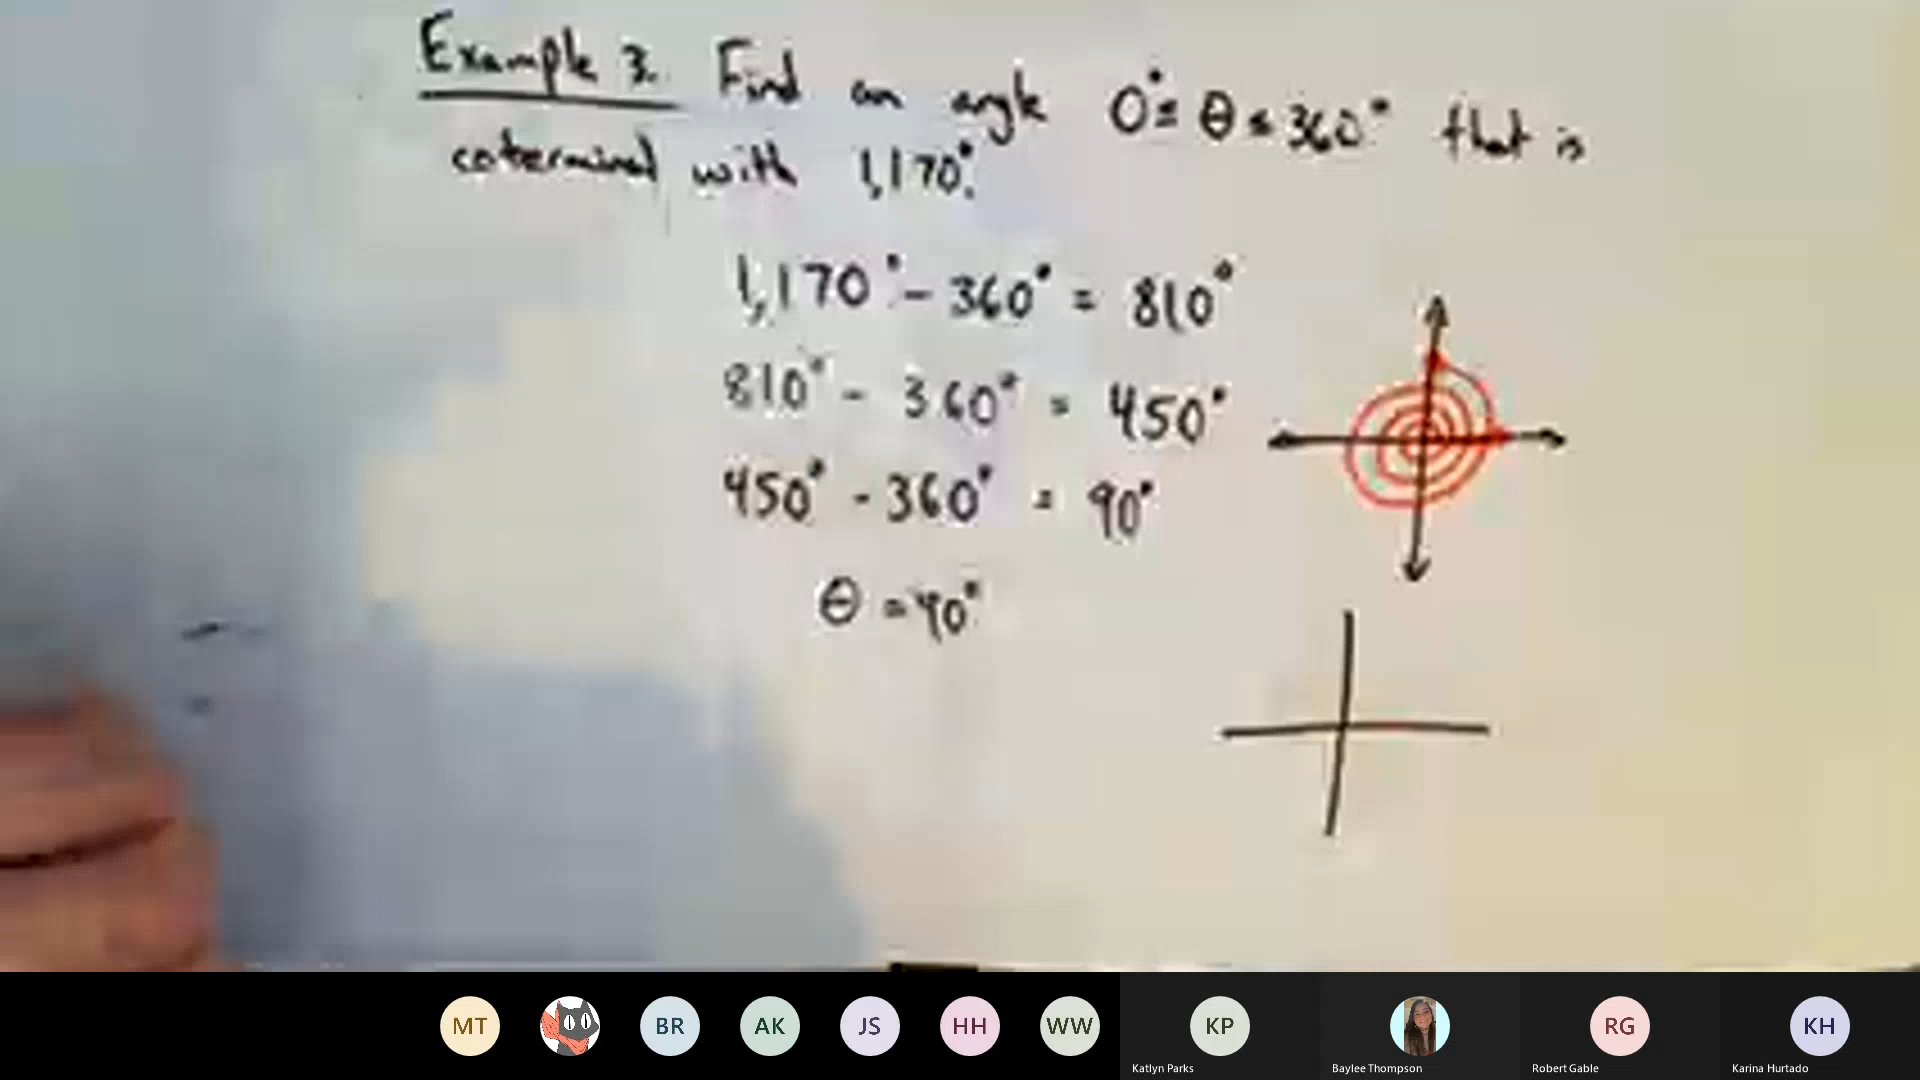 Example 3. Find an angle 0° ≤ θ ≤ 360° that is
coterminal with 1,170°.
1,170° - 360° = 810°
810° - 360° = 450°
450° - 360° = 90°
θ = 90°
MT BR AK JS HH WW KP RG KH
Katlyn Parks Baylee Thompson Robert Gable Karina Hurtado